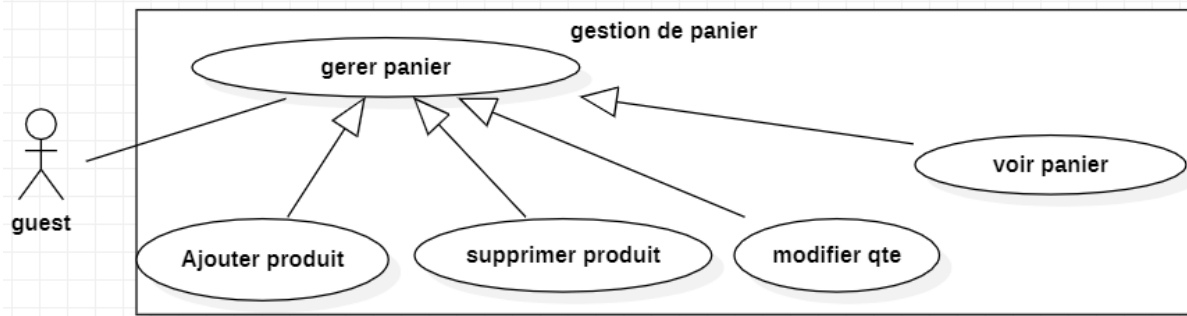 gestion de panier
gerer panier
voir panier
guest
Ajouter produit
supprimer produit
modifier qte